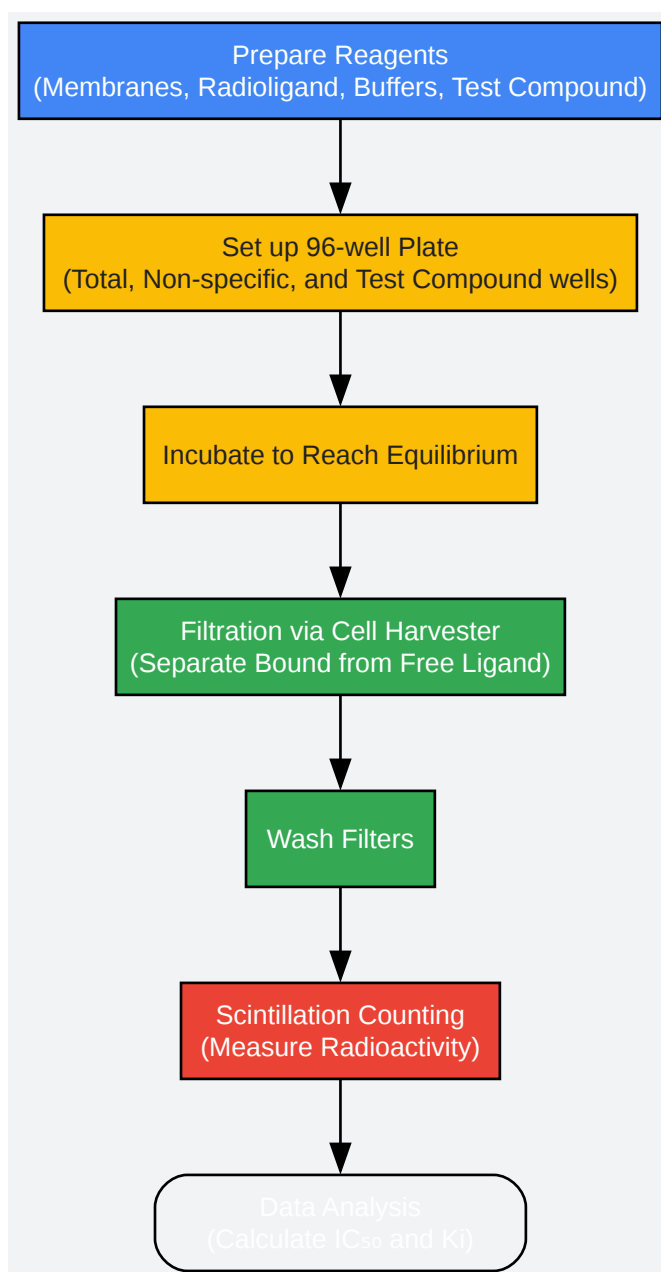 Prepare Reagents
(Membranes, Radioligand, Buffers, Test Compound)
Set up 96-well Plate
(Total, Non-specific, and Test Compound wells)
Incubate to Reach Equilibrium
Filtration via Cell Harvester
(Separate Bound from Free Ligand)
Wash Filters
Scintillation Counting
(Measure Radioactivity)
Data Analysis
(Calculate IC₅₀ and Ki)